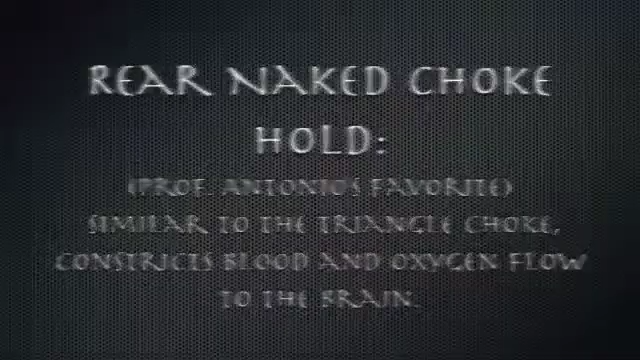 REAR NAKED CHOKE
HOLD:
(PROF. ANTONIOS FAVORITE)
SIMILAR TO THE TRIANGLE CHOKE,
CONSTRICTS BLOOD AND OXYGEN FLOW
TO THE BRAIN.